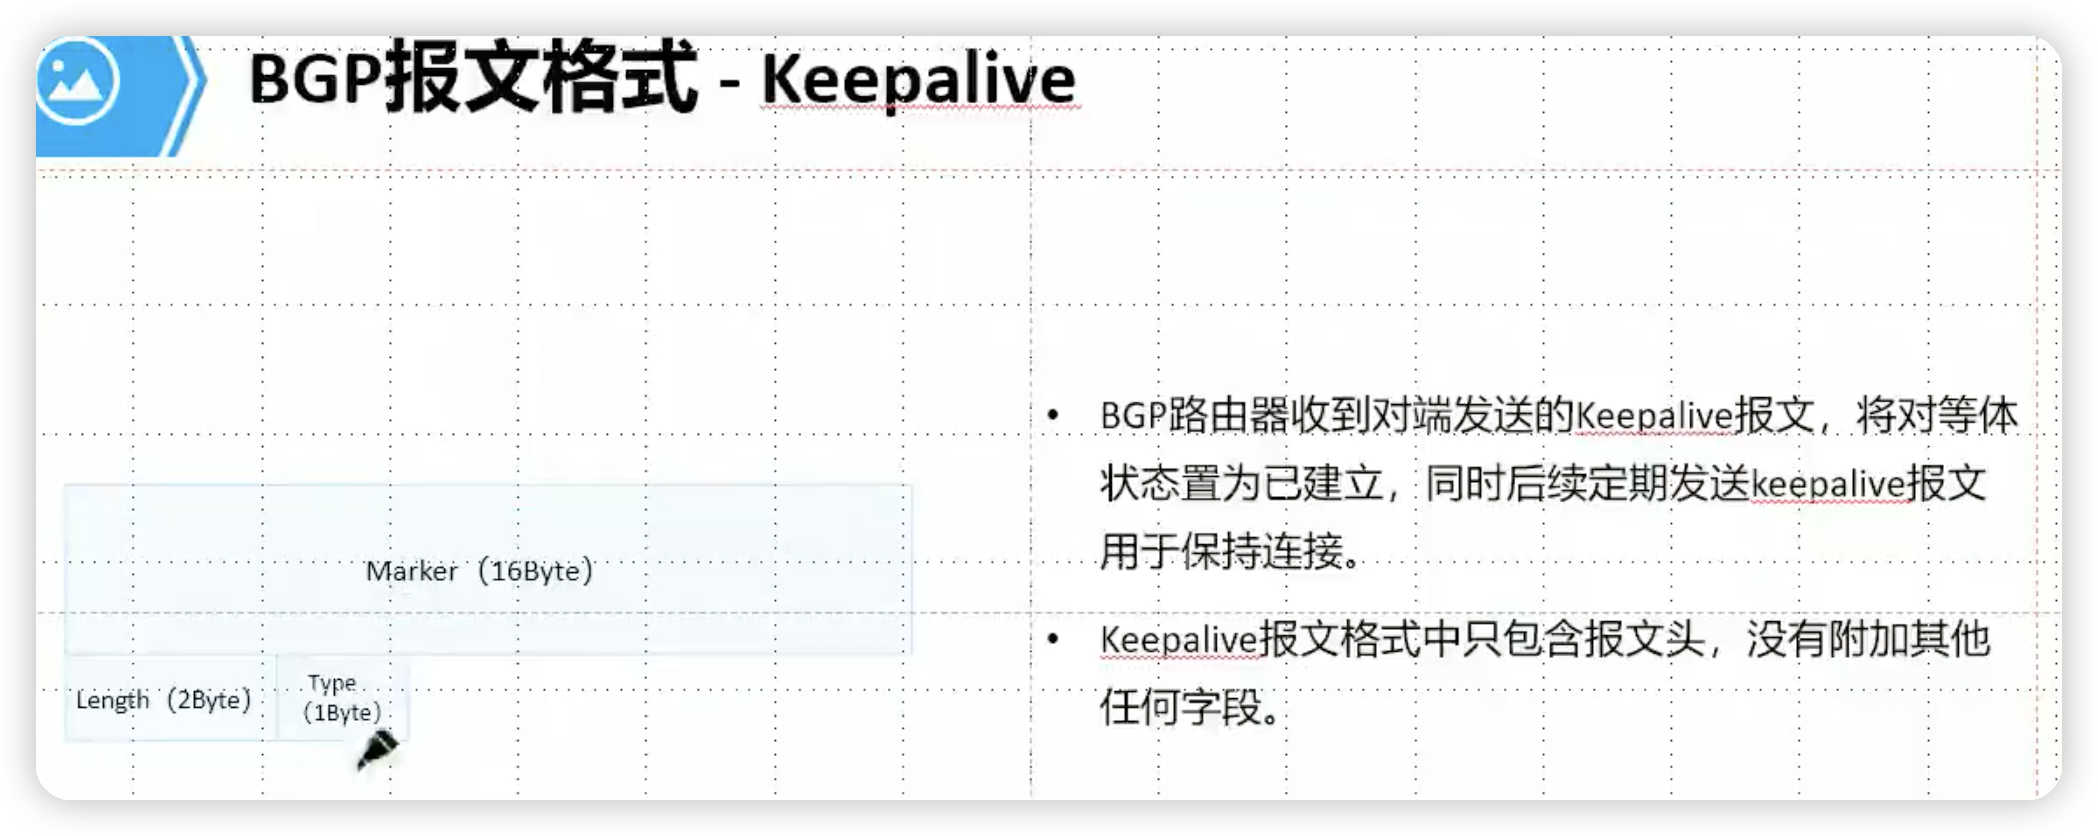 BGP报文格式 - Keepalive
BGP路由器收到对端发送的Keepalive报文，将对等体
状态置为已建立，同时后续定期发送keepalive报文
用于保持连接。
Keepalive报文格式中只包含报文头，没有附加其他
任何字段。
Marker（16Byte）
Length（2Byte）
Type
（1Byte）